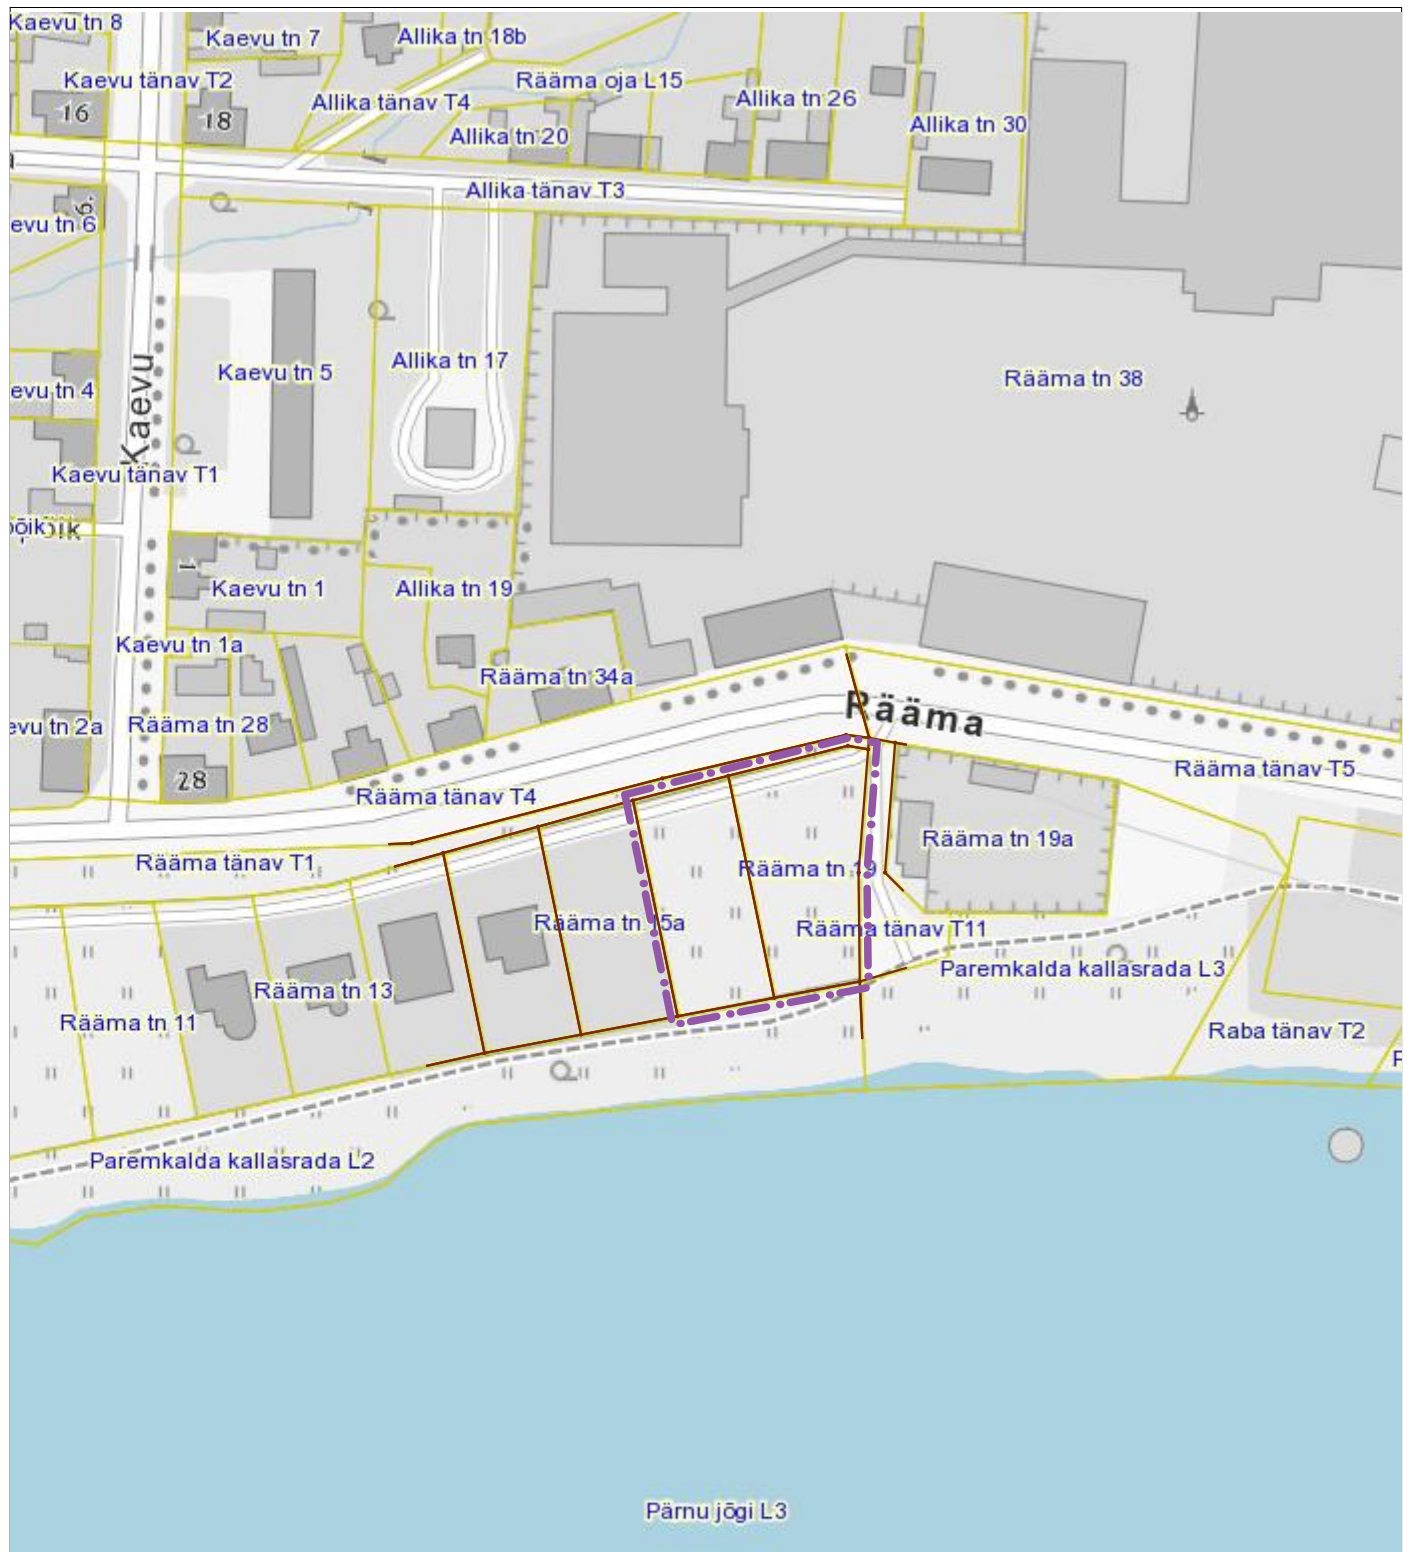 Kaevu tn 8
Kaevu tn 7
Allika tn 18b
Kaevu tänav T2
Rääma oja L15
Allika tänav T4
Allika tn 26
16
18
Allika tn 20
Allika tn 30
a
Allika tänav T3
6.
evu tn 6
Kaevu
Kaevu tn 5
Allika tn 17
Rääma tn 38
evu tn 4
Kaevu tänav T1
põik
1
Kaevu tn 1
Allika tn 19
Kaevu tn 1a
Rääma tn 34a
Rääma
evu tn 2a
Rääma tn 28
28
Rääma tänav T4
Rääma tänav T5
Rääma tn 19a
Rääma tänav T1
Rääma tn 19
Rääma tn 15a
Rääma tänav T11
Paremkalda kallasrada L3
Rääma tn 13
Rääma tn 11
Raba tänav T2
Paremkalda kallasrada L2
Pärnu jõgi L3